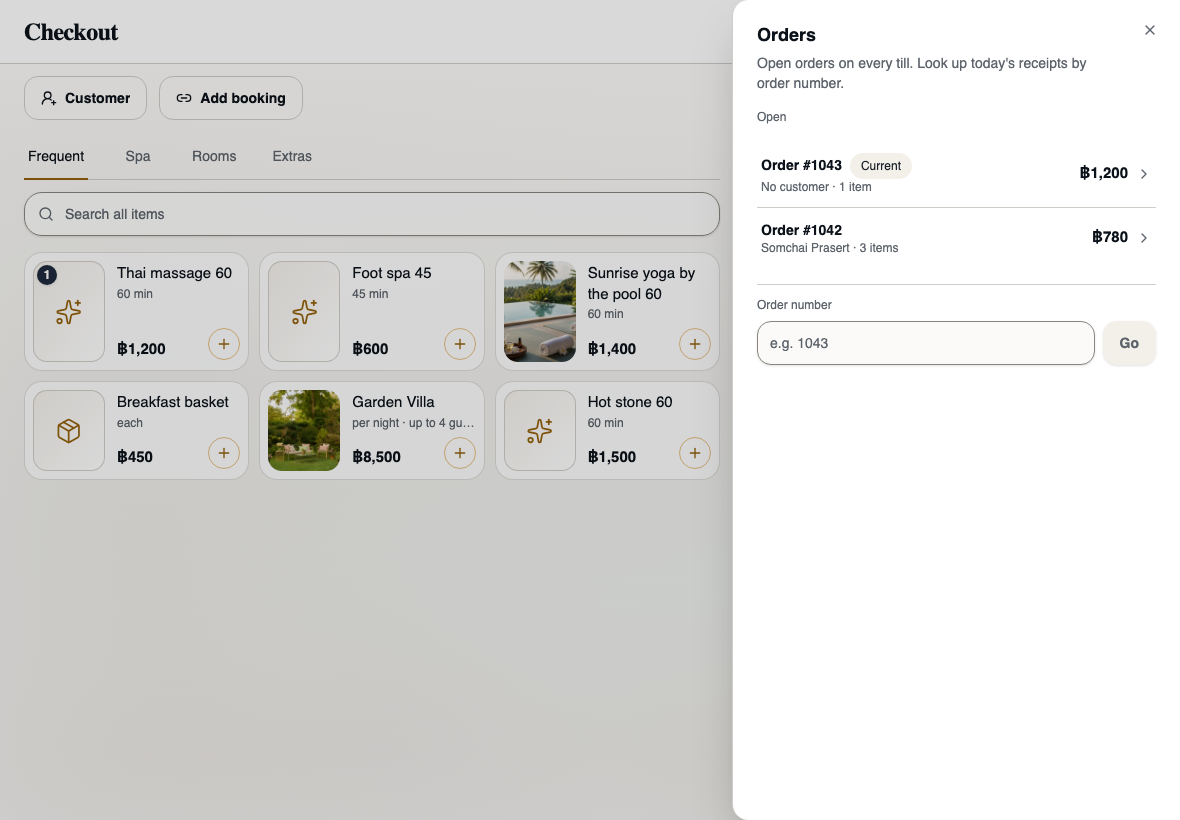 Checkout
Customer
Add booking
Frequent
Spa
Rooms
Extras
Search all items
1
Thai massage 60
60 min
฿1,200
Foot spa 45
45 min
฿600
Sunrise yoga by
the pool 60
60 min
฿1,400
Breakfast basket
each
฿450
Garden Villa
per night · up to 4 gu…
฿8,500
Hot stone 60
60 min
฿1,500
Orders
Open orders on every till. Look up today's receipts by
order number.
Open
Order #1043
Current
No customer · 1 item
฿1,200
Order #1042
Somchai Prasert · 3 items
฿780
Order number
e.g. 1043
Go